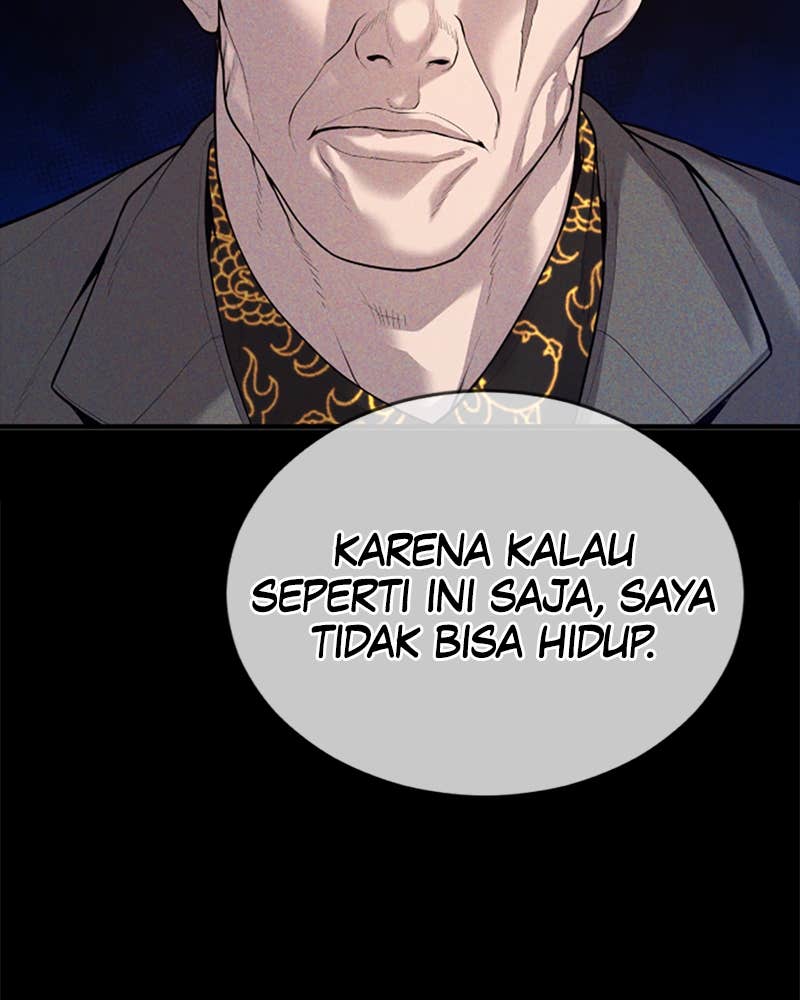 KARENA KALAU
SEPERTI INI SAJA, SAYA
TIDAK BISA HIDUP.